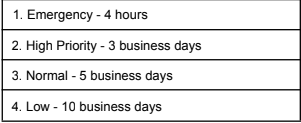 1. Emergency - 4 hours
2. High Priority - 3 business days
3. Normal - 5 business days
4. Low - 10 business days